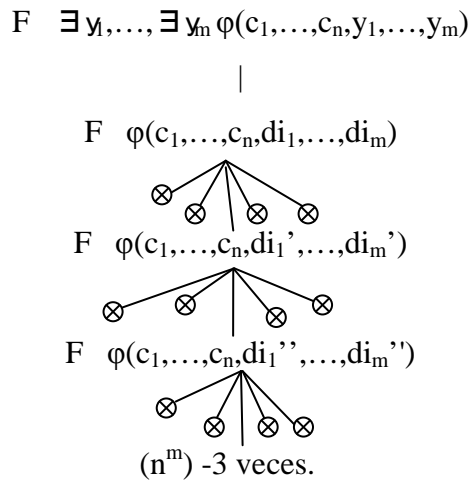 F ∃ y₁,…, ∃ yₘ φ(c₁,…,cₙ,y₁,…,yₘ)
F φ(c₁,…,cₙ,di₁,…,diₘ)
F φ(c₁,…,cₙ,di₁’,…,diₘ’)
F φ(c₁,…,cₙ,di₁’’,…,diₘ’’)
(nᵐ) -3 veces.